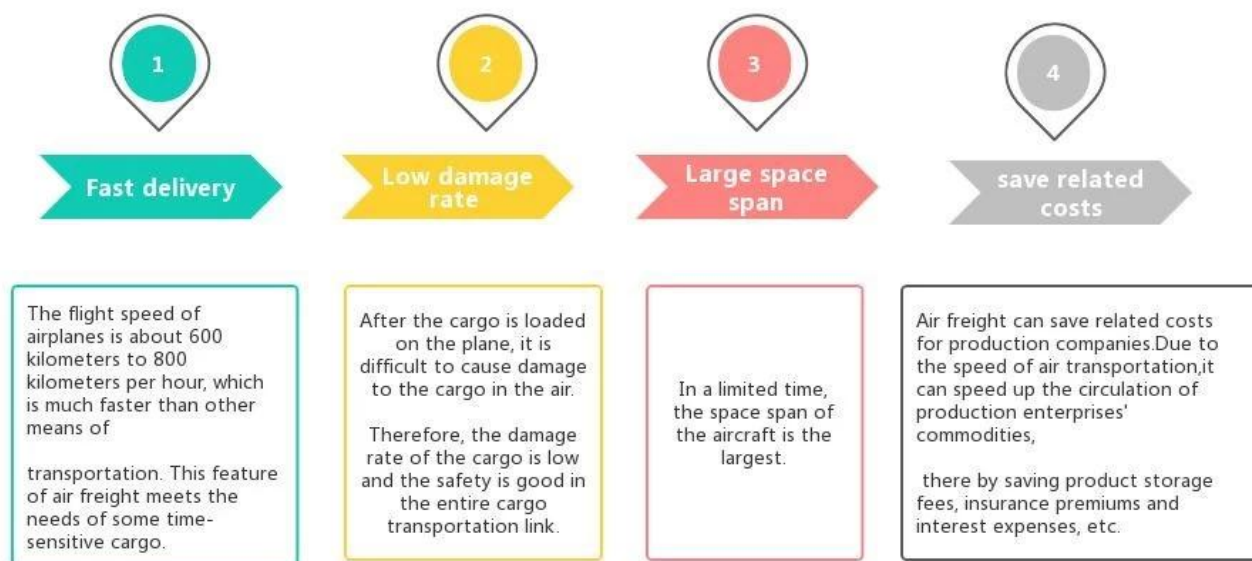 1
Fast delivery
The flight speed of
airplanes is about 600
kilometers to 800
kilometers per hour, which
is much faster than other
means of
transportation. This feature
of air freight meets the
needs of some time-
sensitive cargo.
2
Low damage
rate
After the cargo is loaded
on the plane, it is
difficult to cause damage
to the cargo in the air.
Therefore, the damage
rate of the cargo is low
and the safety is good in
the entire cargo
transportation link.
3
Large space
span
In a limited time,
the space span of
the aircraft is the
largest.
4
save related
costs
Air freight can save related costs
for production companies.Due to
the speed of air transportation,it
can speed up the circulation of
production enterprises'
commodities,
there by saving product storage
fees, insurance premiums and
interest expenses, etc.